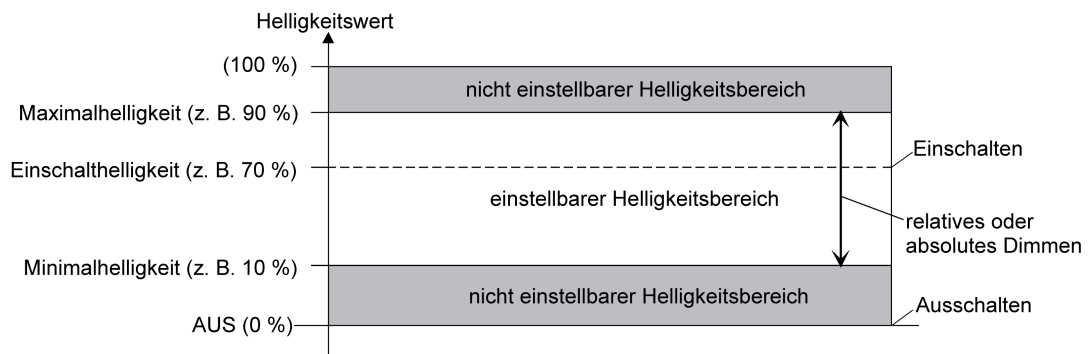 Helligkeitswert
(100 %)
nicht einstellbarer Helligkeitsbereich
Maximalhelligkeit (z. B. 90 %)
Einschalten
Einschalthelligkeit (z. B. 70 %)
einstellbarer Helligkeitsbereich
relatives oder
absolutes Dimmen
Minimalhelligkeit (z. B. 10 %)
nicht einstellbarer Helligkeitsbereich
Ausschalten
AUS (0 %)